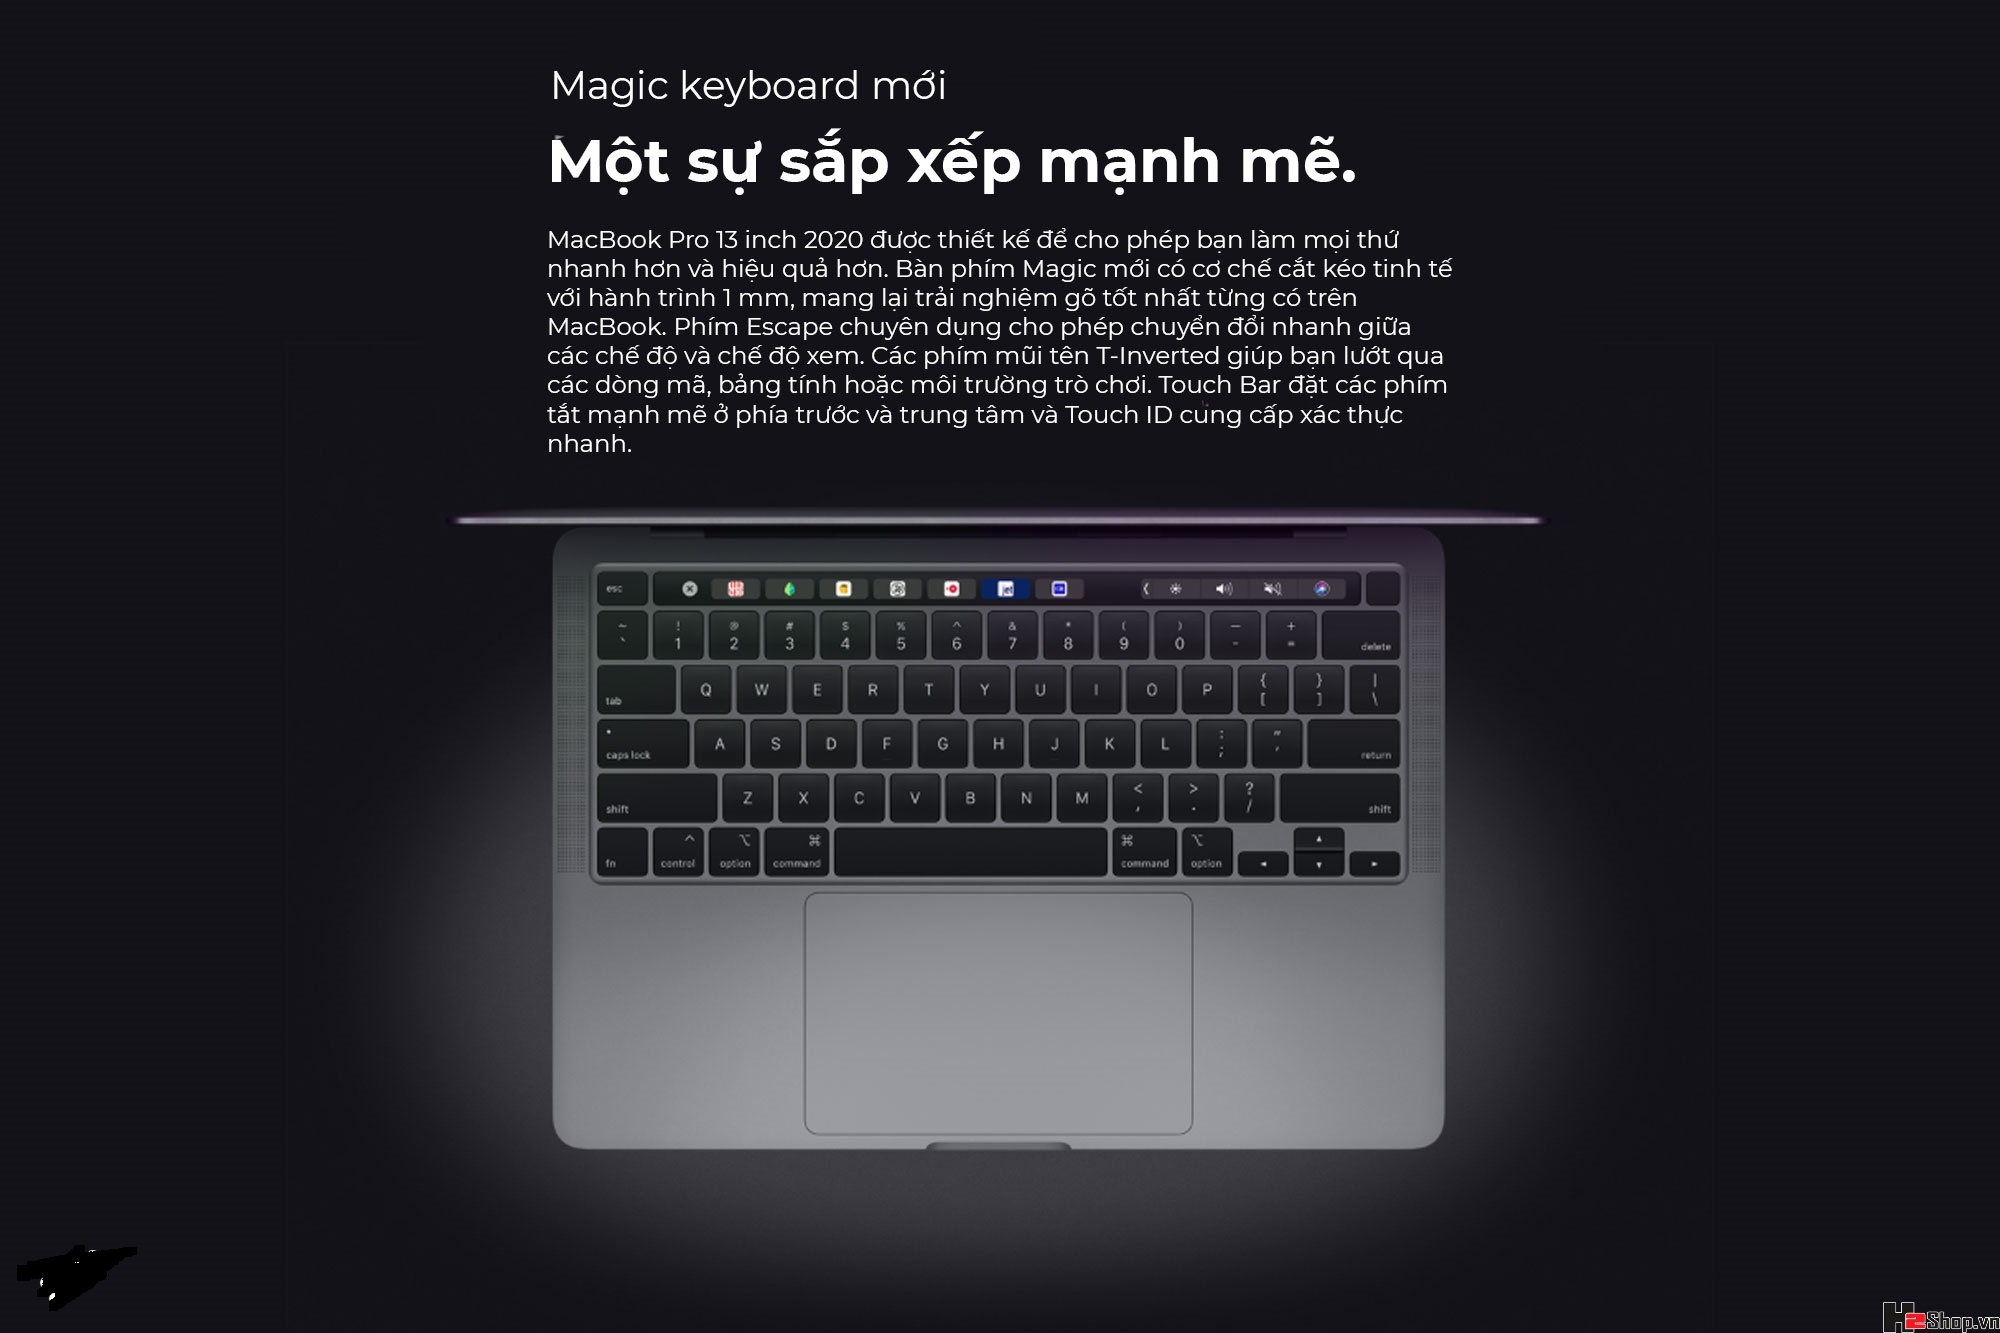 Magic keyboard mới
Một sự sắp xếp mạnh mẽ.
MacBook Pro 13 inch 2020 được thiết kế để cho phép bạn làm mọi thứ
nhanh hơn và hiệu quả hơn. Bàn phím Magic mới có cơ chế cắt kéo tinh tế
với hành trình 1 mm, mang lại trải nghiệm gõ tốt nhất từng có trên
MacBook. Phím Escape chuyên dụng cho phép chuyển đổi nhanh giữa
các chế độ và chế độ xem. Các phím mũi tên T-Inverted giúp bạn lướt qua
các dòng mã, bảng tính hoặc môi trường trò chơi. Touch Bar đặt các phím
tắt mạnh mẽ ở phía trước và trung tâm và Touch ID cung cấp xác thực
nhanh.
esc
~ ! @ # $ % ^ & * ( ) — +
` 1 2 3 4 5 6 7 8 9 0 - = delete
tab Q W E R T Y U I O P { [ } ] | \
caps lock A S D F G H J K L : ; " ' return
shift Z X C V B N M < , > . ? / shift
fn ^ control ⌥ option ⌘ command ⌘ command ⌥ option ◂ ▴ ▾ ▸
H2Shop.vn